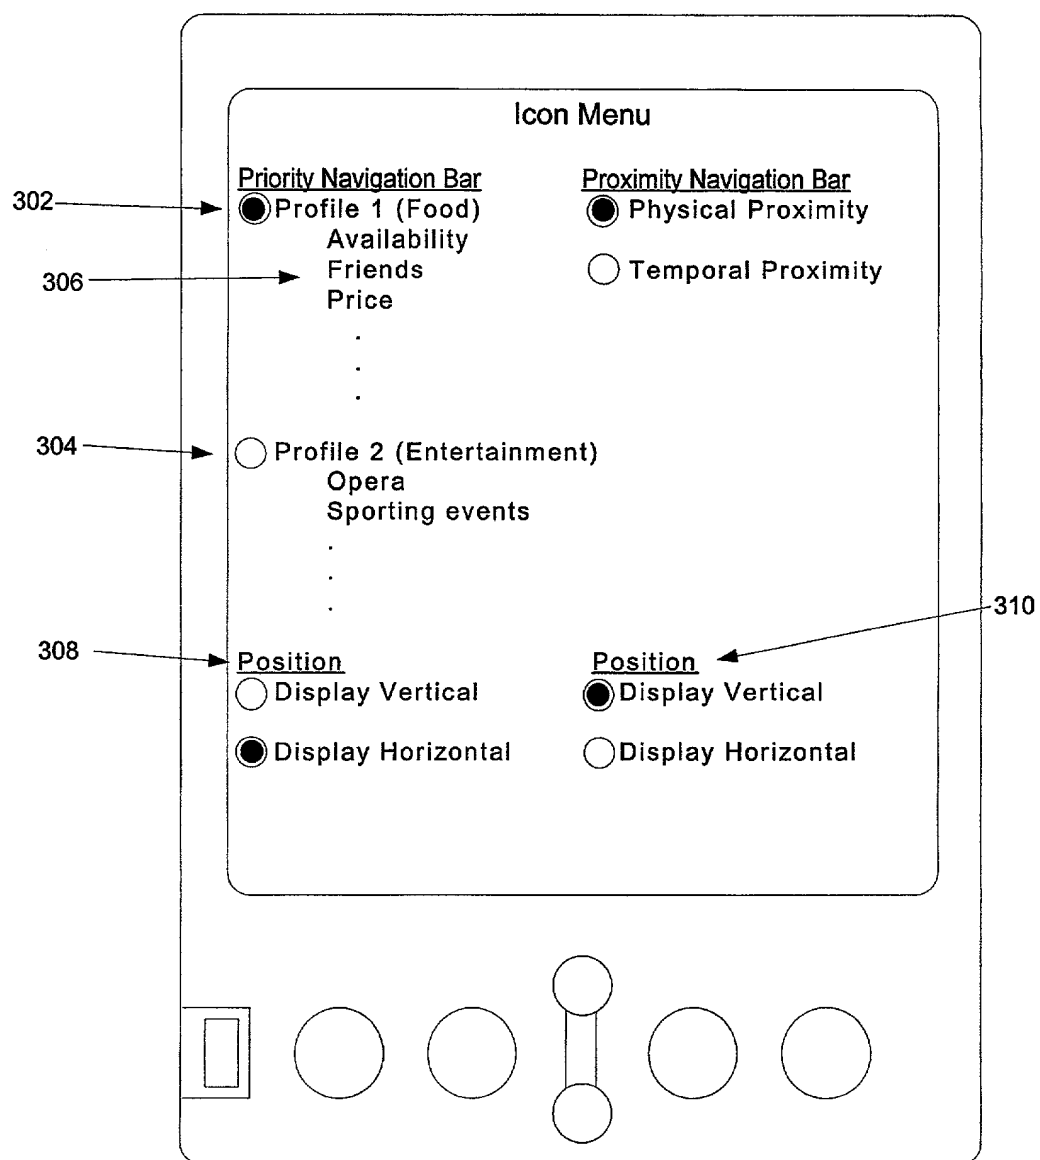 Icon Menu
Priority Navigation Bar
Proximity Navigation Bar
302
Profile 1 (Food)
Physical Proximity
Availability
306
Friends
Temporal Proximity
Price
304
Profile 2 (Entertainment)
Opera
Sporting events
310
308
Position
Position
Display Vertical
Display Vertical
Display Horizontal
Display Horizontal